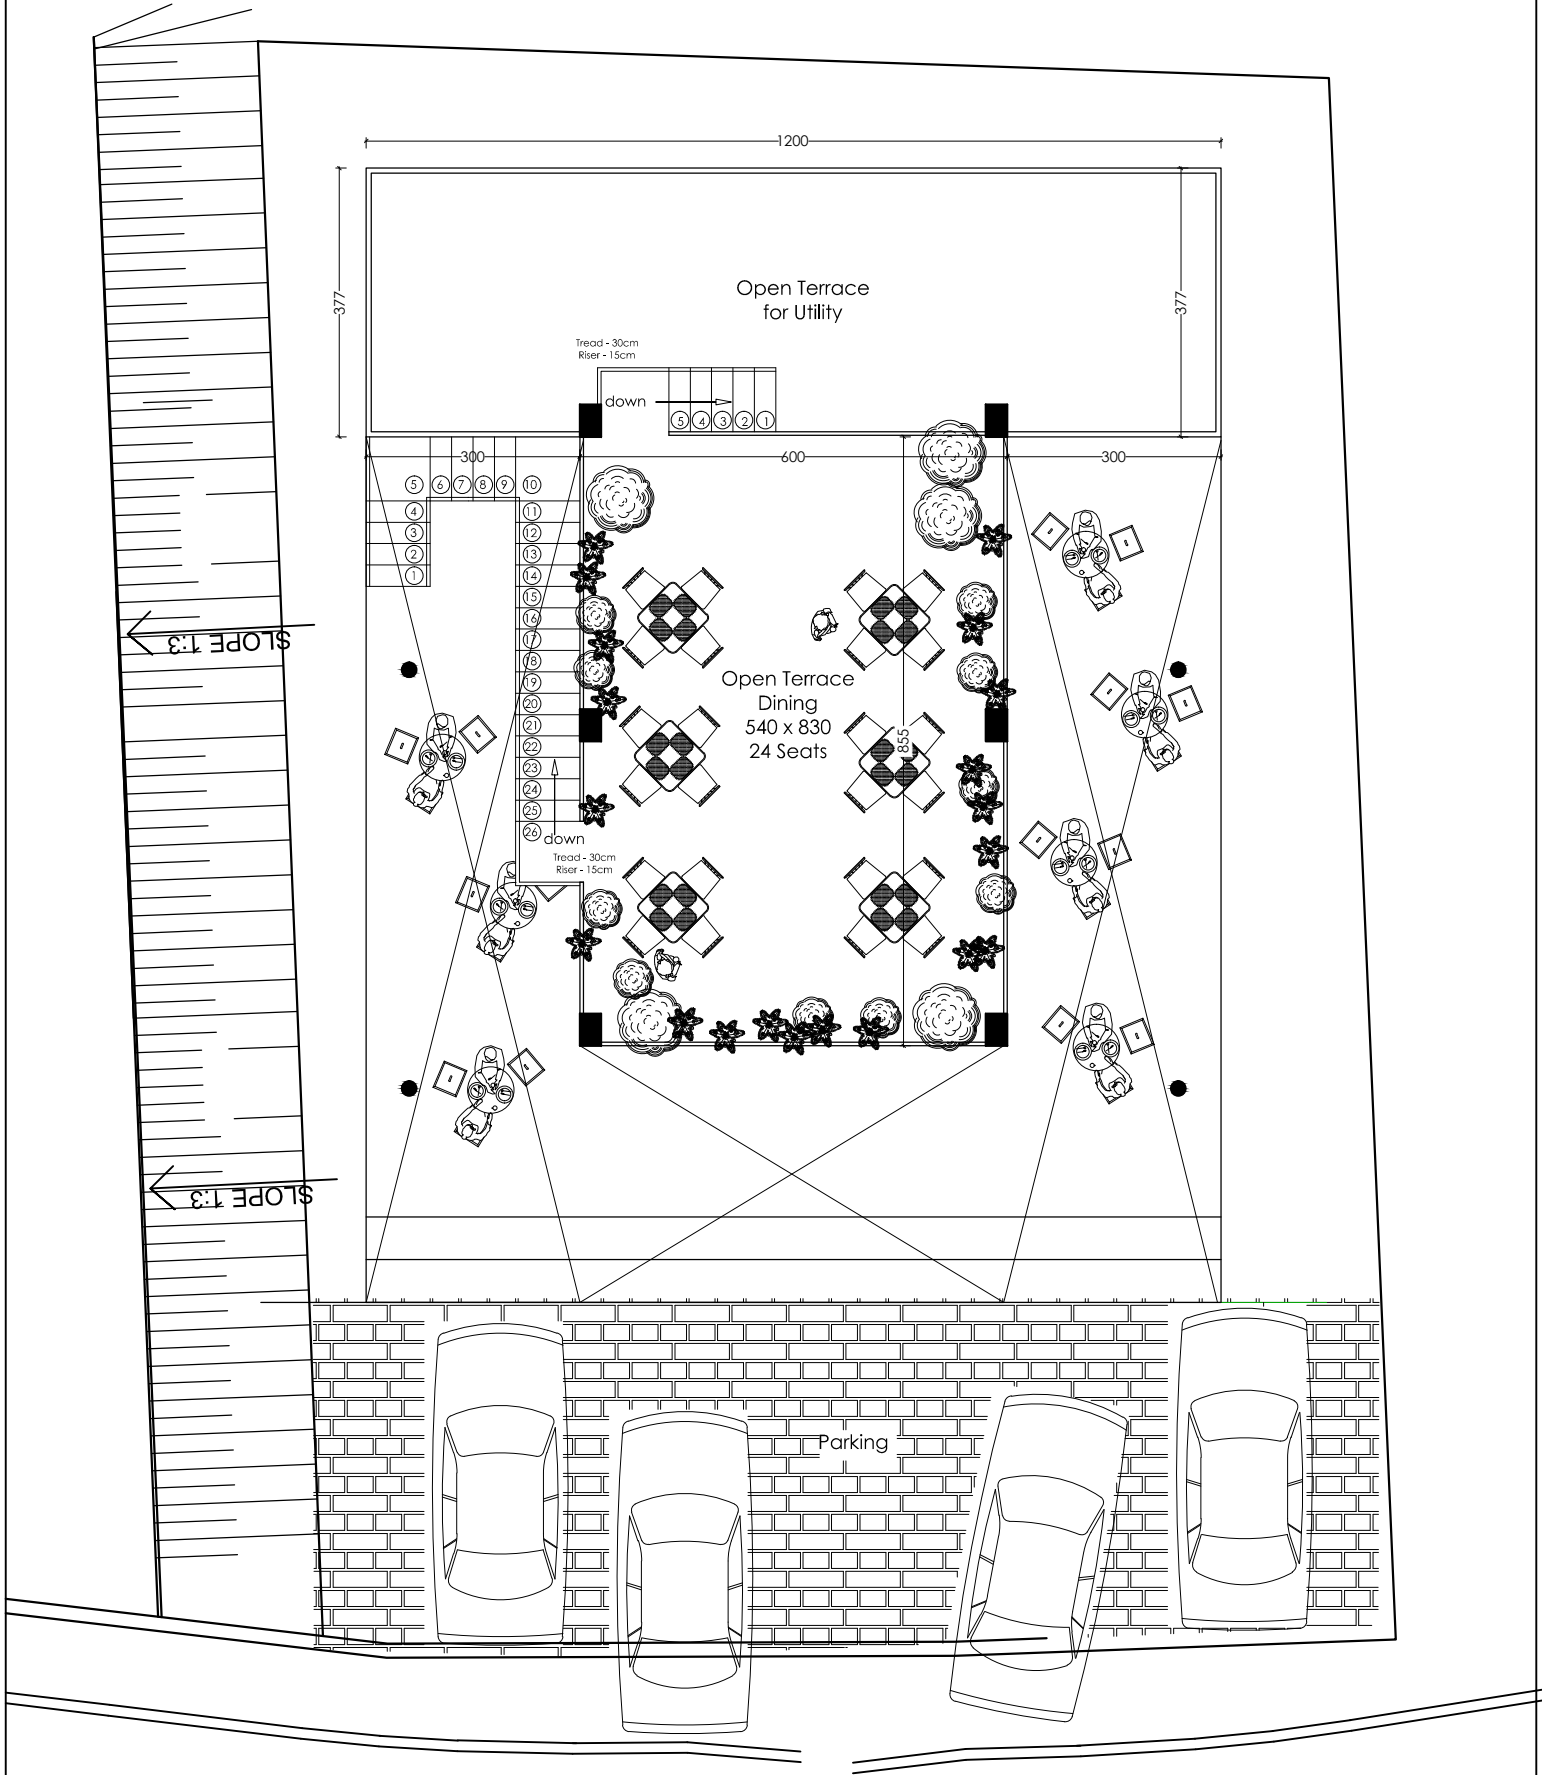 1200
377
377
Open Terrace
for Utility
Tread - 30cm
Riser - 15cm
down
5 4 3 2 1
300
600
300
5 6 7 8 9 10
4
3
2
1
11
12
13
14
15
16
17
18
19
20
21
22
23
24
25
26
down
Tread - 30cm
Riser - 15cm
SLOPE 1:3
Open Terrace
Dining
540 x 830
24 Seats
855
SLOPE 1:3
Parking